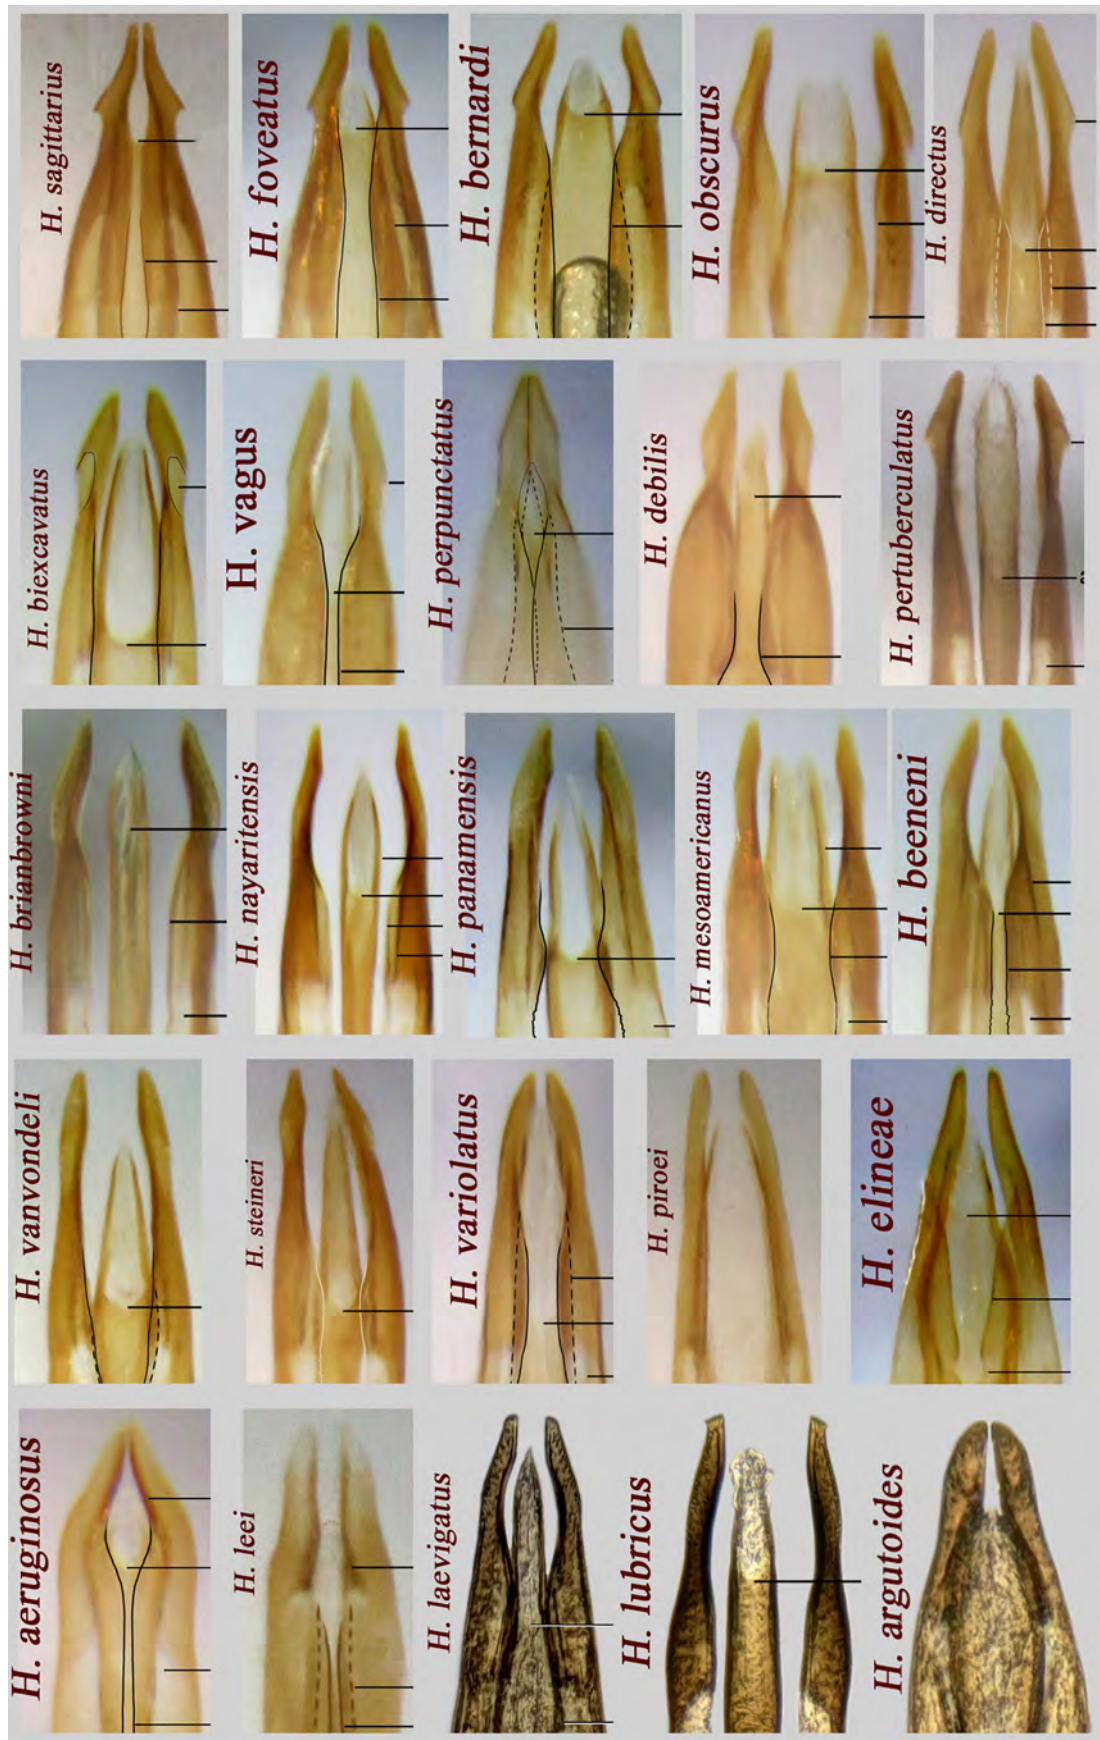 H. sagittarius
H. foveatus
H. bernardi
H. obscurus
H. directus
H. biexcavatus
H. vagus
H. perpunctatus
H. debilis
H. pertuberculatus
H. brianbrowni
H. nayaritensis
H. panamensis
H. mesoamericanus
H. beeneni
H. vanvondeli
H. steineri
H. variolatus
H. piroei
H. elineae
H. aeruginosus
H. leei
H. laevigatus
H. lubricus
H. argutoides